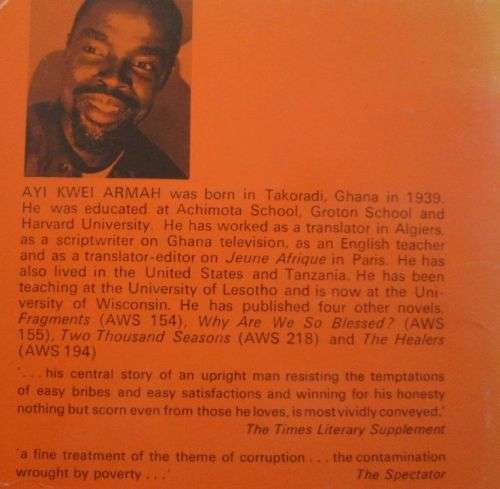 AYI KWEI ARMAH was born in Takoradi, Ghana in 1939.
He was educated at Achimota School, Groton School and
Harvard University. He has worked as a translator in Algiers,
as a scriptwriter on Ghana television, as an English teacher
and as a translator-editor on Jeune Afrique in Paris. He has
also lived in the United States and Tanzania. He has been
teaching at the University of Lesotho and is now at the Uni-
versity of Wisconsin. He has published four other novels,
Fragments (AWS 154), Why Are We So Blessed? (AWS
155), Two Thousand Seasons (AWS 218) and The Healers
(AWS 194)
'. . . his central story of an upright man resisting the temptations
of easy bribes and easy satisfactions and winning for his honesty
nothing but scorn even from those he loves, is most vividly conveyed.'
The Times Literary Supplement
'a fine treatment of the theme of corruption . . . the contamination
wrought by poverty . . .' The Spectator